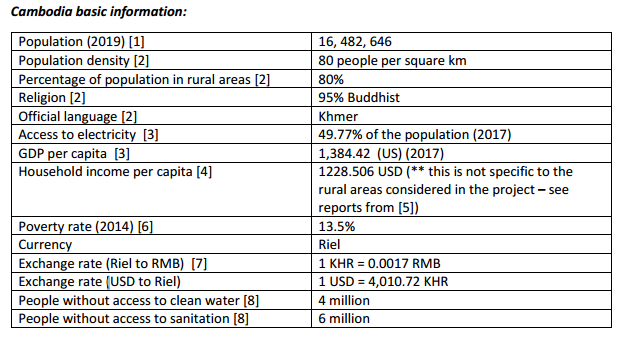 Cambodia basic information:
Population (2019) [1] 16, 482, 646
Population density [2] 80 people per square km
Percentage of population in rural areas [2] 80%
Religion [2] 95% Buddhist
Official language [2] Khmer
Access to electricity [3] 49.77% of the population (2017)
GDP per capita [3] 1,384.42 (US) (2017)
Household income per capita [4] 1228.506 USD (** this is not specific to the
rural areas considered in the project – see
reports from [5])
Poverty rate (2014) [6] 13.5%
Currency Riel
Exchange rate (Riel to RMB) [7] 1 KHR = 0.0017 RMB
Exchange rate (USD to Riel) 1 USD = 4,010.72 KHR
People without access to clean water [8] 4 million
People without access to sanitation [8] 6 million